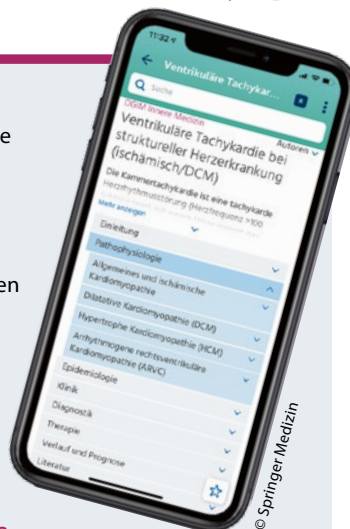 e
en
11:32
Ventrikuläre Tachykar...
Suche
DGIM Innere Medizin
Autoren
Ventrikuläre Tachykardie bei
struktureller Herzerkrankung
(ischämisch/DCM)
Die Kammertachykardie ist eine tachykarde
Herzrhythmusstörung (Herzfrequenz >100
Mehr anzeigen
Einleitung
Pathophysiologie
Allgemeines und ischämische
Kardiomyopathie
Dilatative Kardiomyopathie (DCM)
Hypertrophe Kardiomyopathie (HCM)
Arrhythmogene rechtsventrikuläre
Kardiomyopathie (ARVC)
Epidemiologie
Klinik
Diagnostik
Therapie
Verlauf und Prognose
Literatur
© Springer Medizin